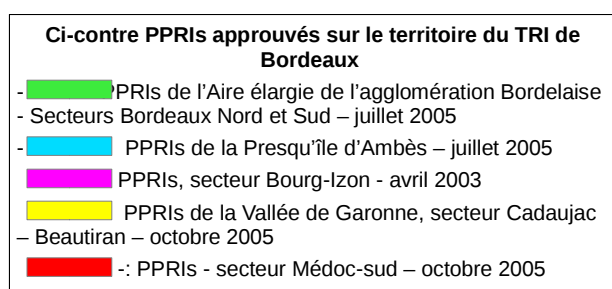 Ci-contre PPRIs approuvés sur le territoire du TRI de
Bordeaux
- PPRIs de l'Aire élargie de l'agglomération Bordelaise
- Secteurs Bordeaux Nord et Sud – juillet 2005
- PPRIs de la Presqu'île d'Ambès – juillet 2005
PPRIs, secteur Bourg-Izon - avril 2003
PPRIs de la Vallée de Garonne, secteur Cadaujac
– Beautiran – octobre 2005
-: PPRIs - secteur Médoc-sud – octobre 2005